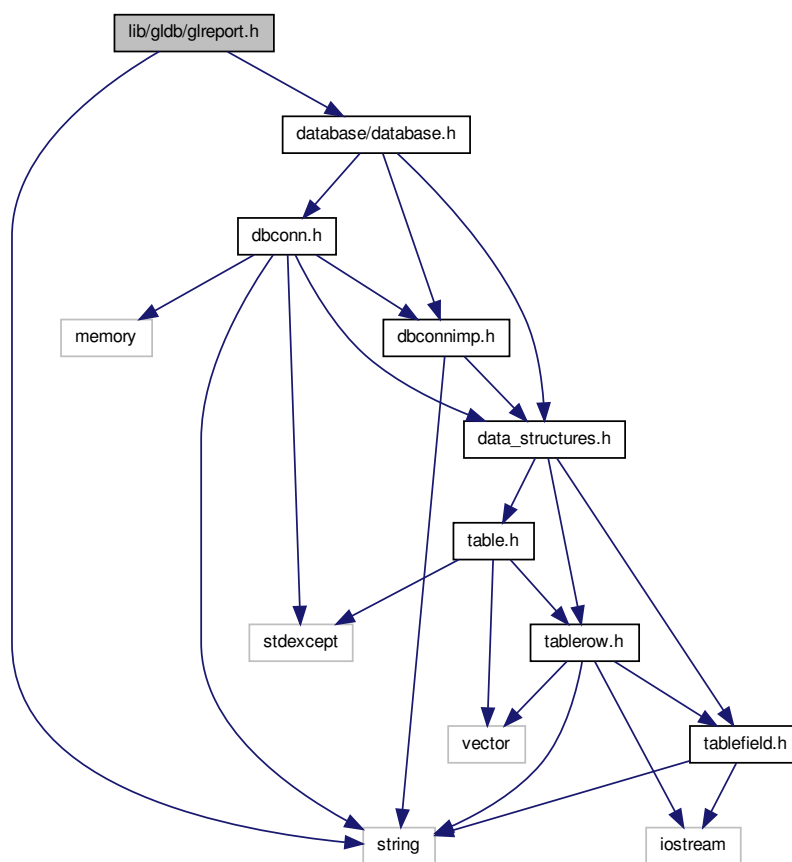 lib/gldb/glreport.h
database/database.h
dbconn.h
memory
dbconnimp.h
data_structures.h
table.h
stdexcept
tablerow.h
vector
tablefield.h
string
iostream